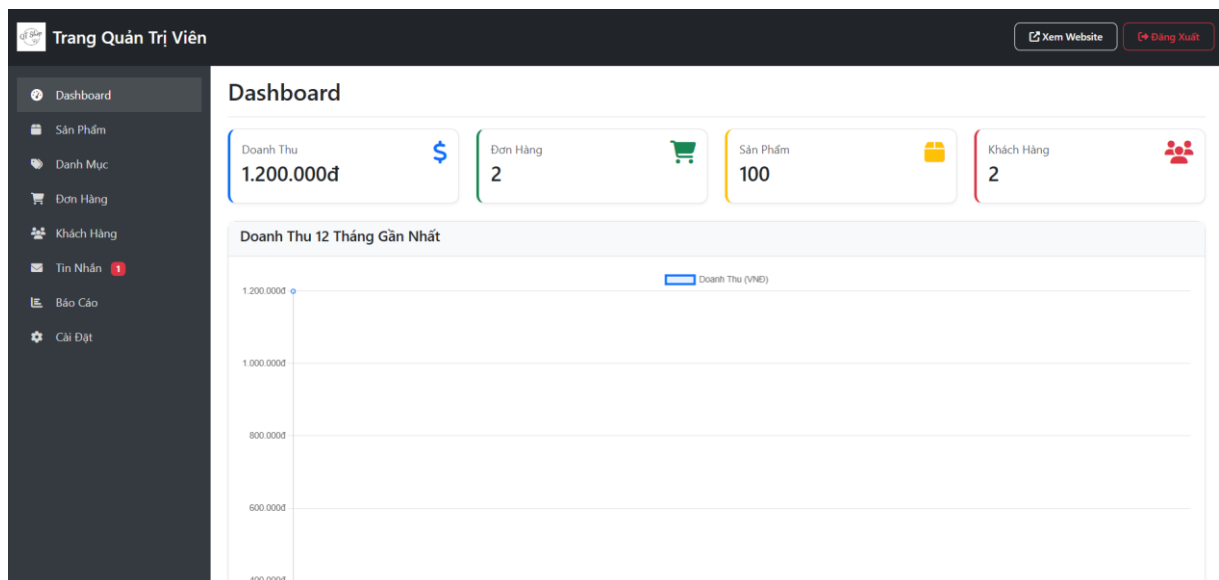 Trang Quản Trị Viên
Xem Website
Đăng Xuất
Dashboard
Sản Phẩm
Danh Mục
Đơn Hàng
Khách Hàng
Tin Nhắn 1
Báo Cáo
Cài Đặt
Dashboard
Doanh Thu
1.200.000đ
Đơn Hàng
2
Sản Phẩm
100
Khách Hàng
2
Doanh Thu 12 Tháng Gần Nhất
Doanh Thu (VNĐ)
1.200.000đ
1.000.000đ
800.000đ
600.000đ
400.000đ